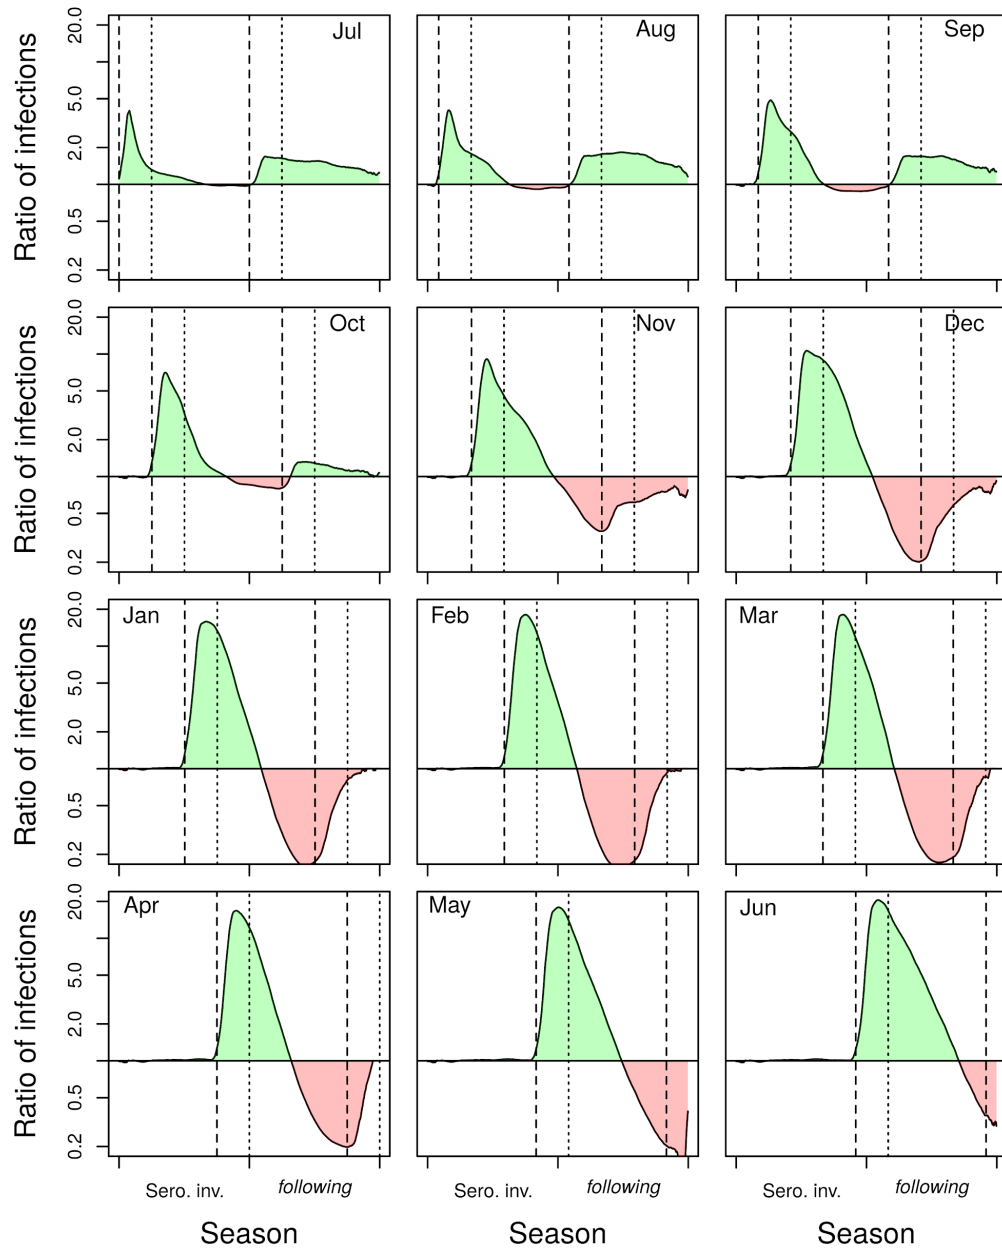 Jul
Aug
Sep
Ratio of infections
20.0
5.0
2.0
0.5
0.2
Oct
Nov
Dec
Ratio of infections
20.0
5.0
2.0
0.5
0.2
Jan
Feb
Mar
Ratio of infections
20.0
5.0
2.0
0.5
0.2
Apr
May
Jun
Ratio of infections
20.0
5.0
2.0
0.5
0.2
Sero. inv. following
Sero. inv. following
Sero. inv. following
Season
Season
Season